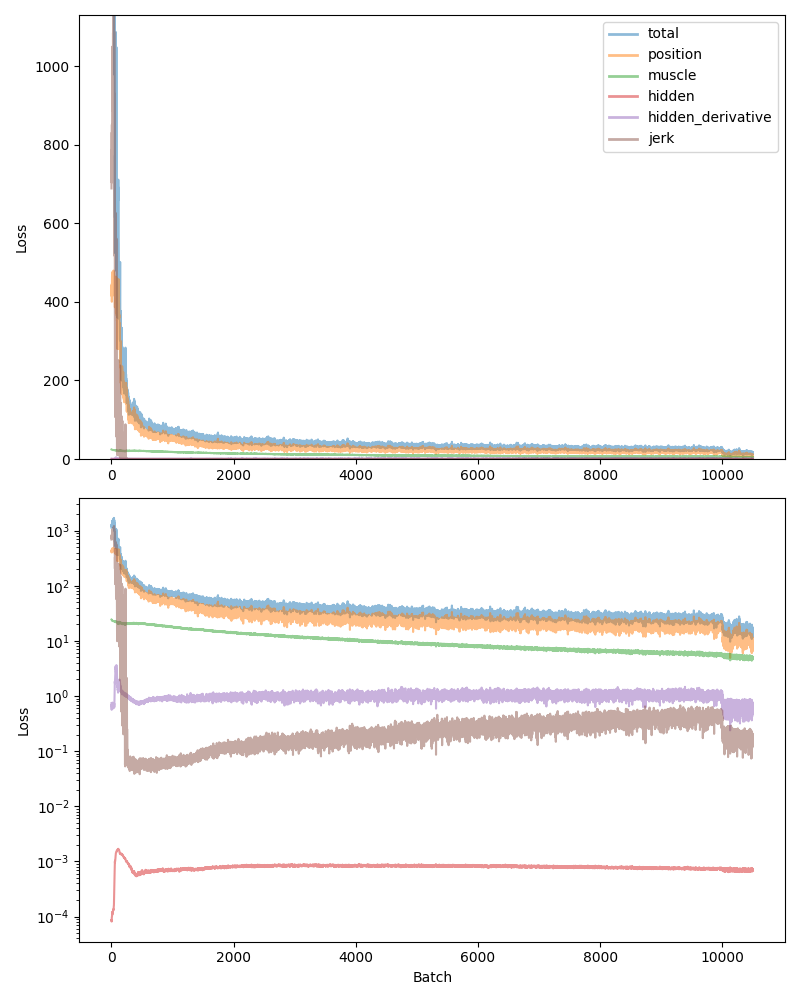 Loss
1000
800
600
400
200
0
0 2000 4000 6000 8000 10000
total
position
muscle
hidden
hidden_derivative
jerk
Loss
10³
10²
10¹
10⁰
10⁻¹
10⁻²
10⁻³
10⁻⁴
0 2000 4000 6000 8000 10000
Batch